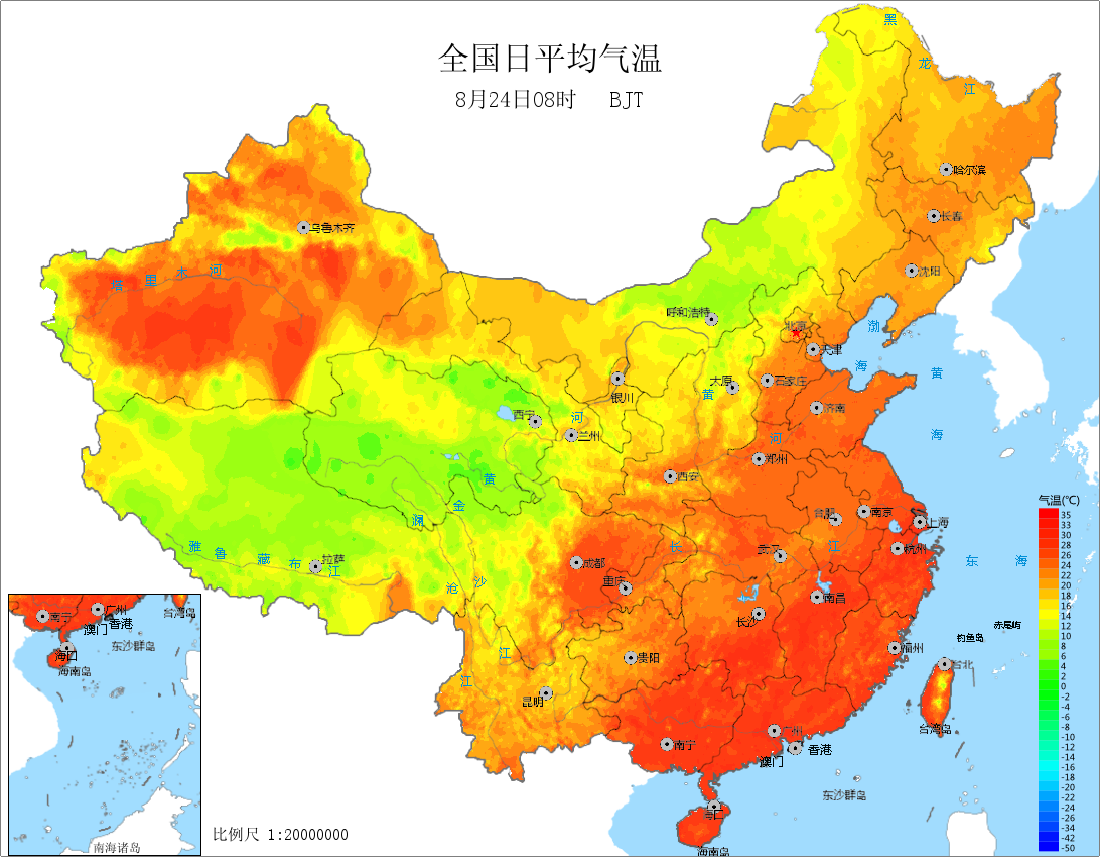 全国日平均气温
8月24日08时 BJT
黑
龙
江
哈尔滨
长春
沈阳
乌鲁木齐
塔 里 木 河
呼和浩特
北京
天津
渤
海
黄
海
太原
石家庄
黄
济南
河
银川
西宁
河
兰州
郑州
西安
黄
金
澜
合肥
南京
上海
气温(℃)
35
33
30
28
26
24
22
20
18
16
14
12
10
8
6
4
2
0
-2
-4
-6
-8
-10
-12
-14
-16
-18
-20
-22
-24
-26
-34
-42
-50
雅 鲁 藏 布 江
拉萨
成都
长
武汉
江
杭州
东 海
沧
沙
重庆
南昌
长沙
钓鱼岛
赤尾屿
江
贵阳
福州
台北
江
昆明
台湾岛
南宁
广州
香港
澳门
海口
东沙群岛
海南岛
南宁
广州
台湾岛
香港
澳门
海口
东沙群岛
海南岛
南海诸岛
比例尺 1:20000000